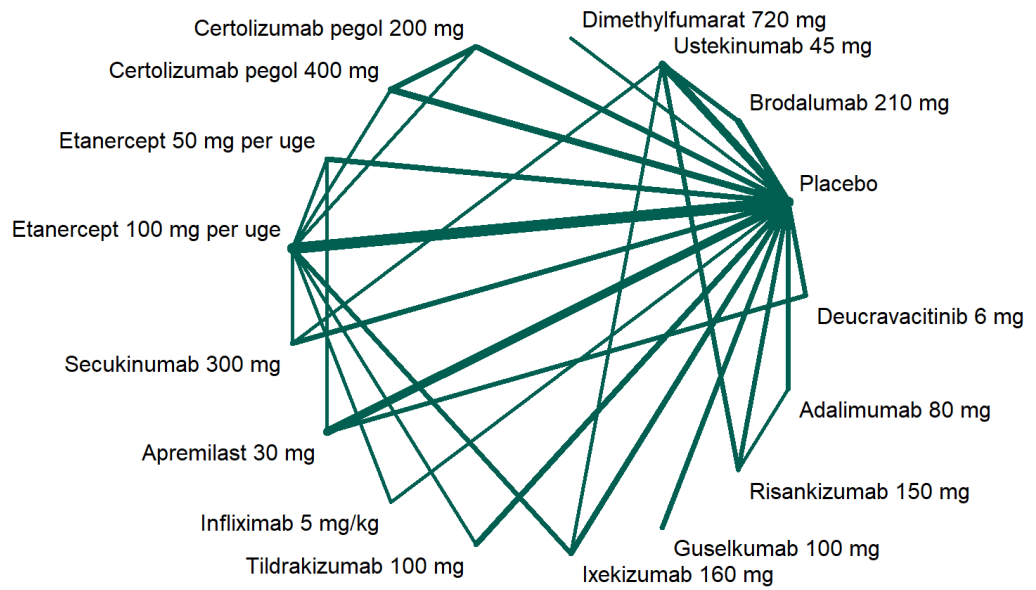 Dimethylfumarat 720 mg
Certolizumab pegol 200 mg
Ustekinumab 45 mg
Certolizumab pegol 400 mg
Brodalumab 210 mg
Etanercept 50 mg per uge
Placebo
Etanercept 100 mg per uge
Deucravacitinib 6 mg
Secukinumab 300 mg
Adalimumab 80 mg
Apremilast 30 mg
Risankizumab 150 mg
Infliximab 5 mg/kg
Guselkumab 100 mg
Tildrakizumab 100 mg
Ixekizumab 160 mg